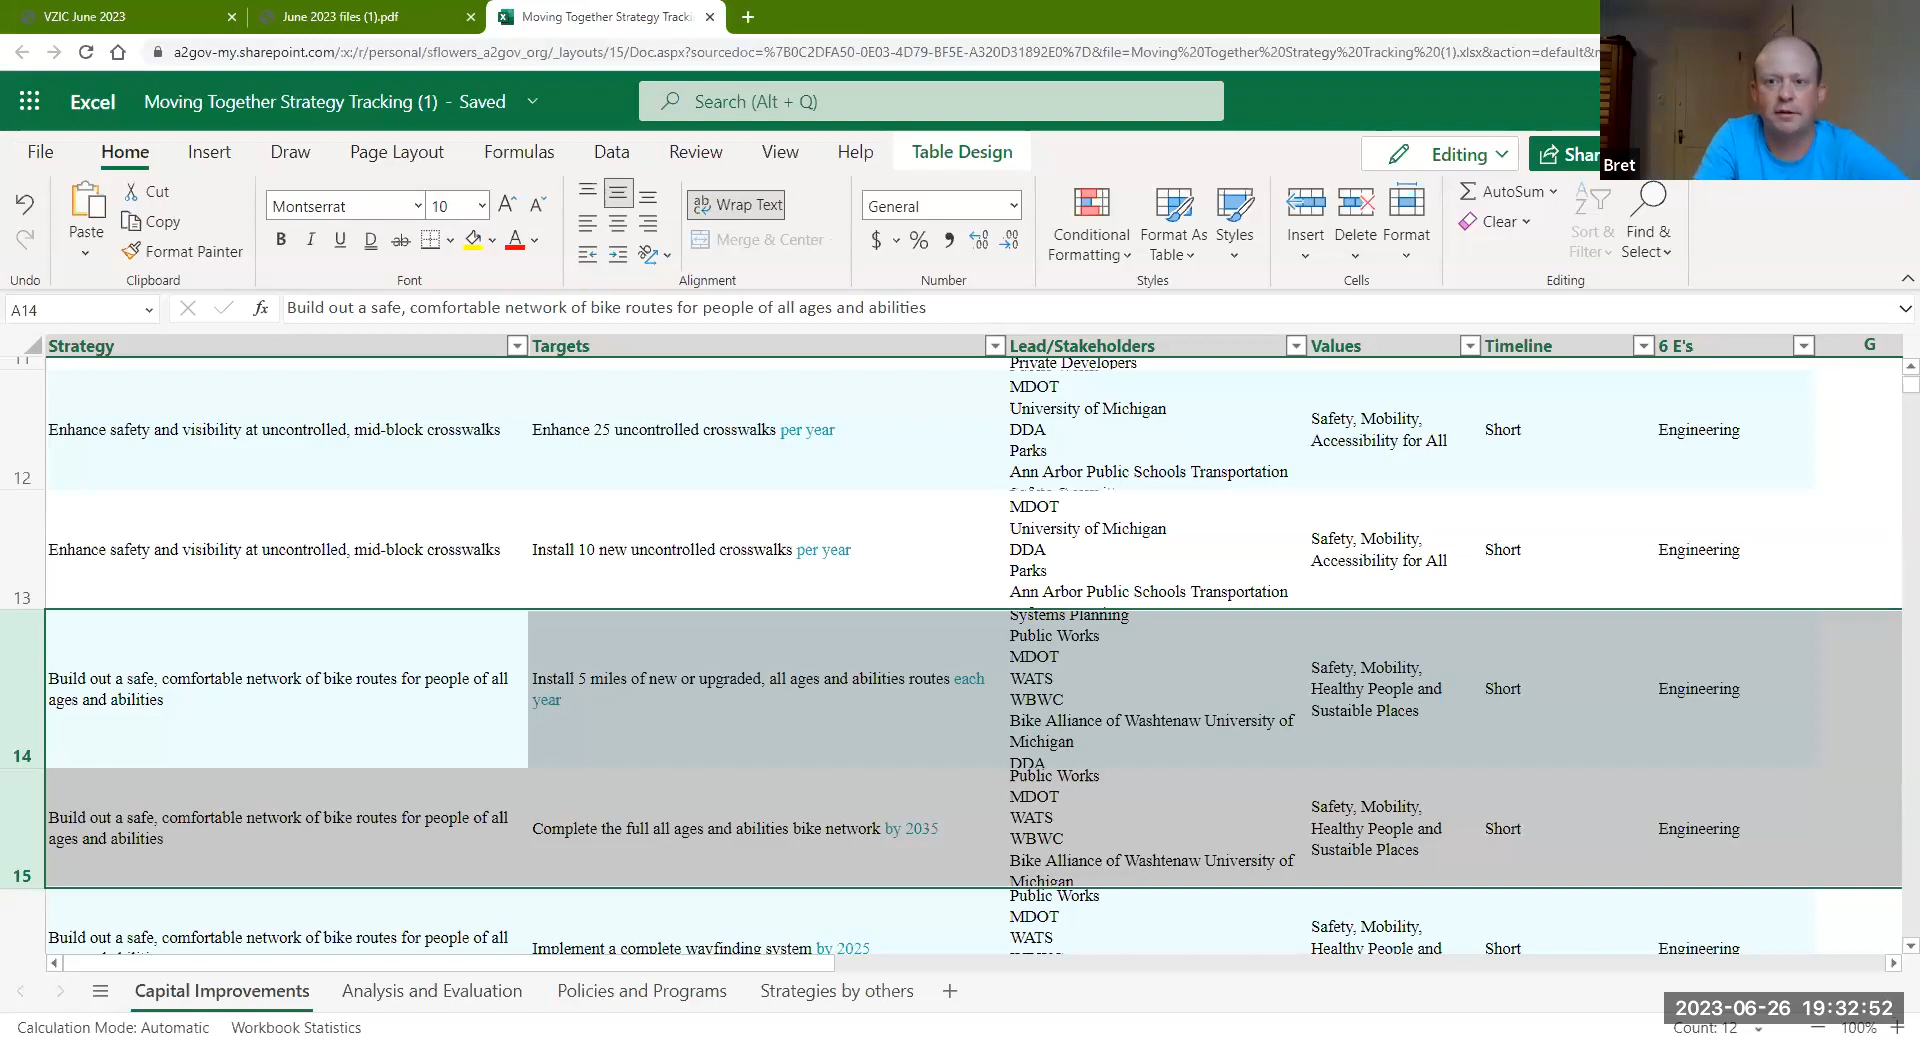 VZIC June 2023
June 2023 files (1).pdf
Moving Together Strategy Tracki
a2gov-my.sharepoint.com/:x:/r/personal/sflowers_a2gov_org/_layouts/15/Doc.aspx?sourcedoc=%7B0C2DFA50-0E03-4D79-BF5E-A320D31892E0%7D&file=Moving%20Together%20Strategy%20Tracking%20(1).xlsx&action=default&
Excel
Moving Together Strategy Tracking (1) - Saved
Search (Alt + Q)
Bret
File
Home
Insert
Draw
Page Layout
Formulas
Data
Review
View
Help
Table Design
Editing
Shar
Paste
Cut
Copy
Format Painter
Montserrat
10
B I U D ab
Wrap Text
Merge & Center
General
$ % 9
Conditional Formatting
Format As Table
Styles
Insert
Delete
Format
AutoSum
Clear
Sort & Filter
Find & Select
Undo
Clipboard
Font
Alignment
Number
Styles
Cells
Editing
A14
fx
Build out a safe, comfortable network of bike routes for people of all ages and abilities
Strategy
Targets
Lead/Stakeholders
Values
Timeline
6 E's
G
11
Private Developers
12
Enhance safety and visibility at uncontrolled, mid-block crosswalks
Enhance 25 uncontrolled crosswalks per year
MDOT
University of Michigan
DDA
Parks
Ann Arbor Public Schools Transportation
Safety, Mobility,
Accessibility for All
Short
Engineering
13
Enhance safety and visibility at uncontrolled, mid-block crosswalks
Install 10 new uncontrolled crosswalks per year
MDOT
University of Michigan
DDA
Parks
Ann Arbor Public Schools Transportation
Safety, Mobility,
Accessibility for All
Short
Engineering
14
Build out a safe, comfortable network of bike routes for people of all
ages and abilities
Install 5 miles of new or upgraded, all ages and abilities routes each
year
Systems Planning
Public Works
MDOT
WATS
WBWC
Bike Alliance of Washtenaw University of
Michigan
DDA
Safety, Mobility,
Healthy People and
Sustaible Places
Short
Engineering
15
Build out a safe, comfortable network of bike routes for people of all
ages and abilities
Complete the full all ages and abilities bike network by 2035
Public Works
MDOT
WATS
WBWC
Bike Alliance of Washtenaw University of
Michigan
Safety, Mobility,
Healthy People and
Sustaible Places
Short
Engineering
Build out a safe, comfortable network of bike routes for people of all
Implement a complete wayfinding system by 2025
Public Works
MDOT
WATS
Safety, Mobility,
Healthy People and
Short
Engineering
Capital Improvements
Analysis and Evaluation
Policies and Programs
Strategies by others
2023-06-26 19:32:52
Calculation Mode: Automatic
Workbook Statistics
Count: 12
100%